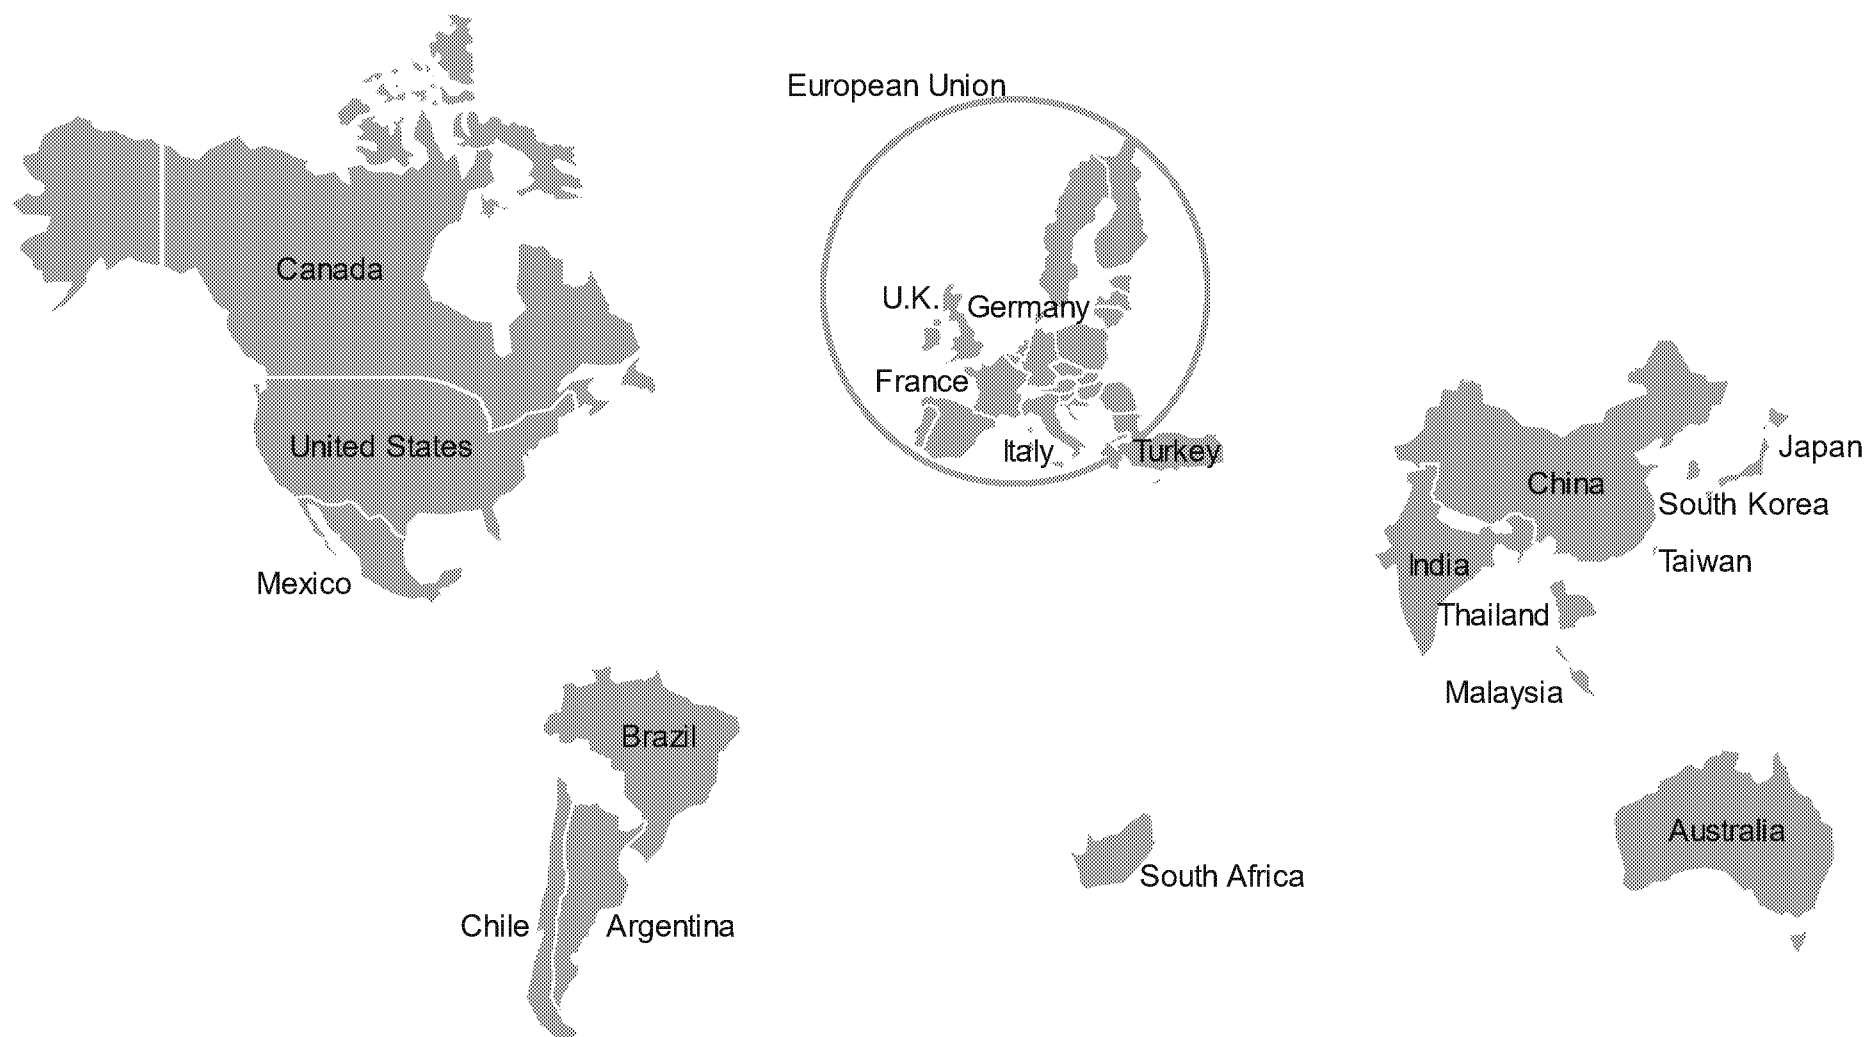 European Union
Canada
U.K.
Germany
France
United States
Italy
Turkey
Japan
China
South Korea
India
Taiwan
Mexico
Thailand
Malaysia
Brazil
Australia
South Africa
Chile
Argentina